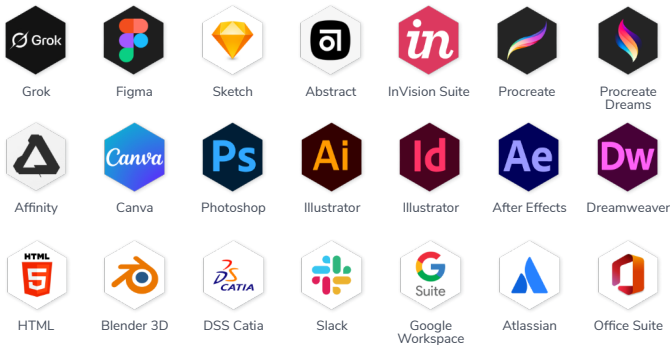 Grok
Grok Figma Sketch Abstract InVision Suite Procreate Procreate Dreams
in
Canva Ps Ai Id Ae Dw
Affinity Canva Photoshop Illustrator Illustrator After Effects Dreamweaver
HTML
5 DS CATIA G Suite
HTML Blender 3D DSS Catia Slack Google Workspace Atlassian Office Suite